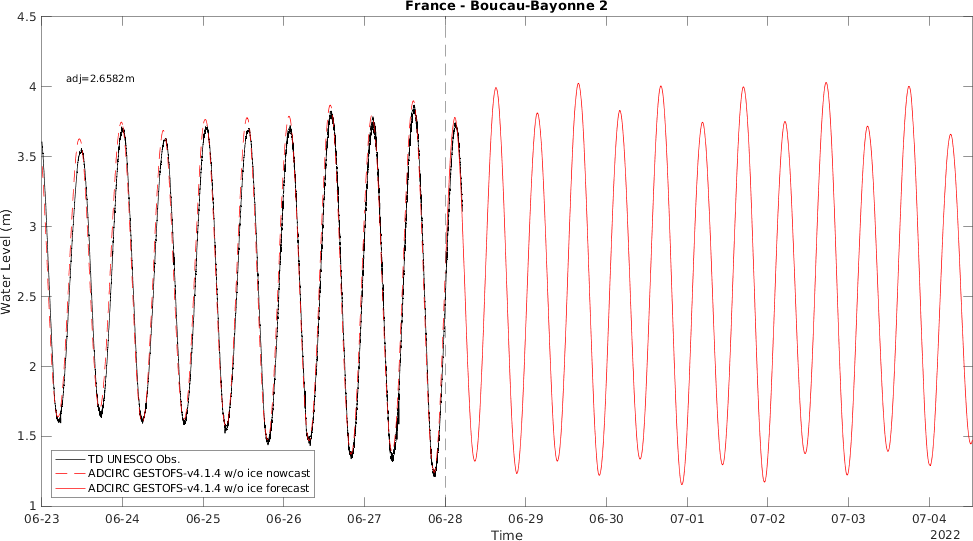 France - Boucau-Bayonne 2
4.5
4
3.5
3
2.5
2
1.5
1
Water Level (m)
adj=2.6582m
TD UNESCO Obs.
ADCIRC GESTOFS-v4.1.4 w/o ice nowcast
ADCIRC GESTOFS-v4.1.4 w/o ice forecast
06-23 06-24 06-25 06-26 06-27 06-28 06-29 06-30 07-01 07-02 07-03 07-04
Time
2022